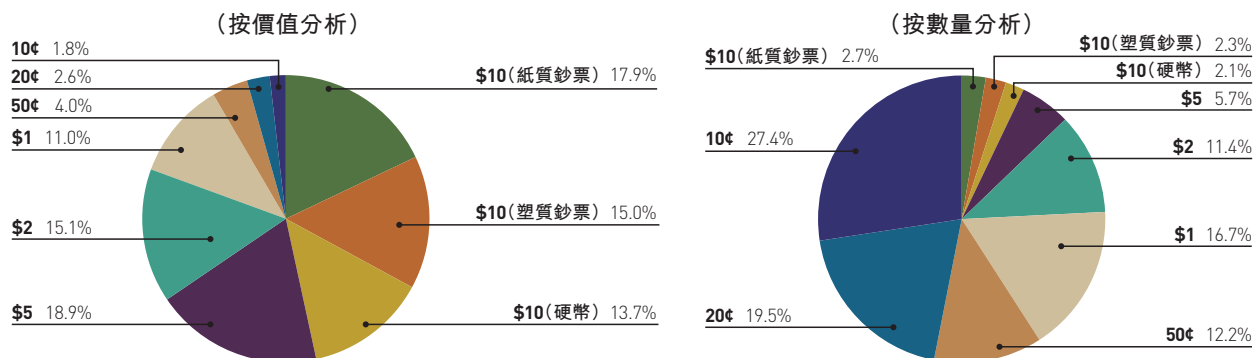 （按價值分析）
10¢ 1.8%
20¢ 2.6%
50¢ 4.0%
$1 11.0%
$2 15.1%
$5 18.9%
$10(紙質鈔票) 17.9%
$10(塑質鈔票) 15.0%
$10(硬幣) 13.7%
（按數量分析）
$10(紙質鈔票) 2.7%
10¢ 27.4%
20¢ 19.5%
$10(塑質鈔票) 2.3%
$10(硬幣) 2.1%
$5 5.7%
$2 11.4%
$1 16.7%
50¢ 12.2%